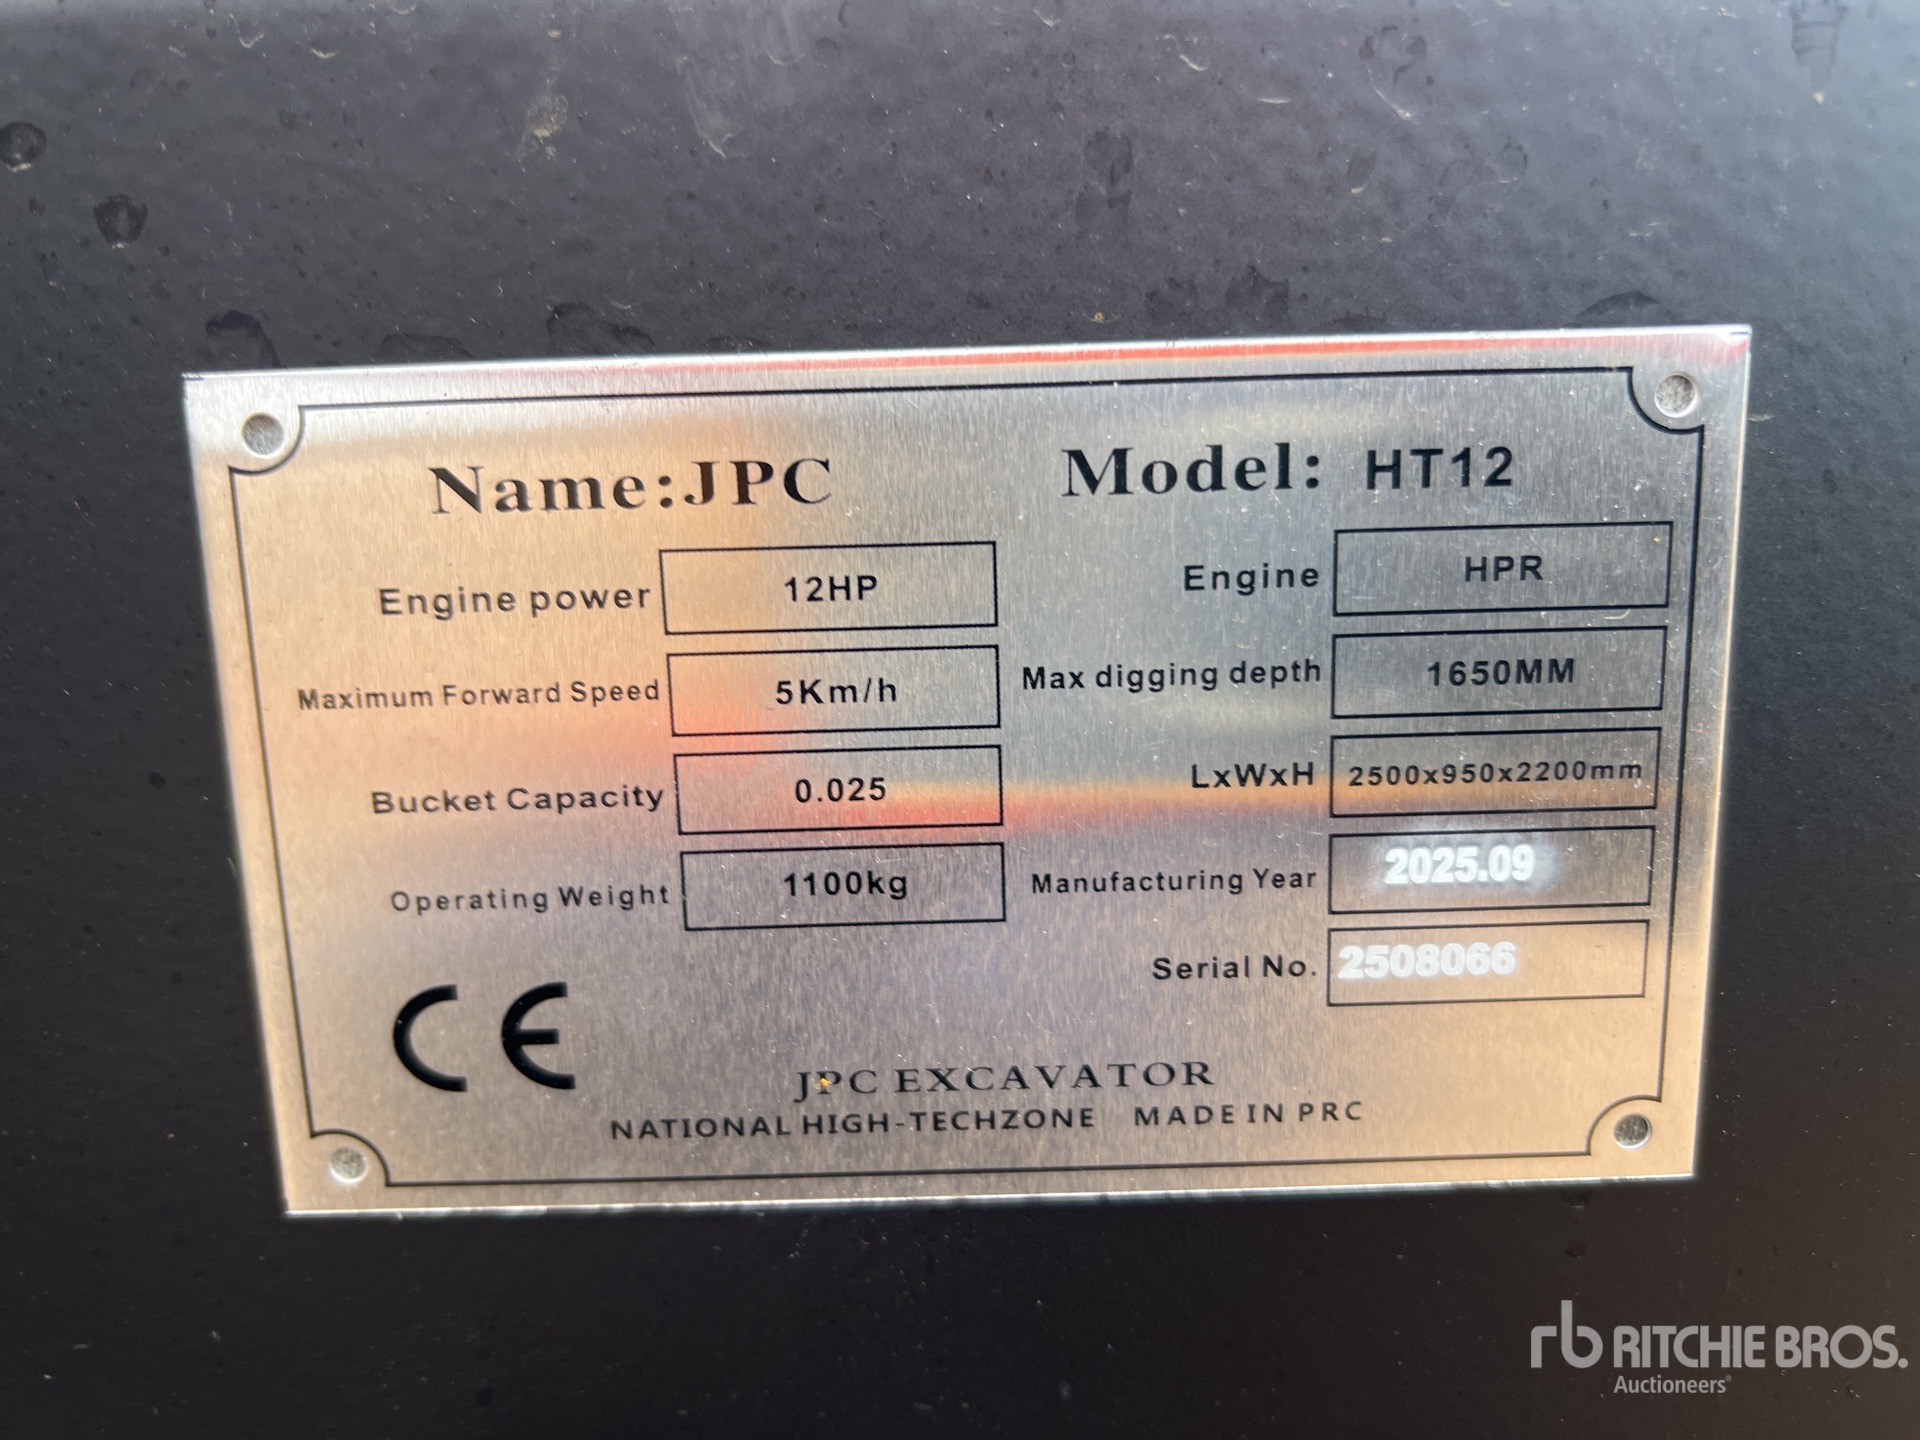 Name:JPC Model: HT12
Engine power 12HP Engine HPR
Maximum Forward Speed 5Km/h Max digging depth 1650MM
Bucket Capacity 0.025 LxWxH 2500x950x2200mm
Operating Weight 1100kg Manufacturing Year 2025.09
Serial No. 2508066
CE
JPC EXCAVATOR
NATIONAL HIGH-TECHZONE MADE IN PRC
rb RITCHIE BROS.
Auctioneers®